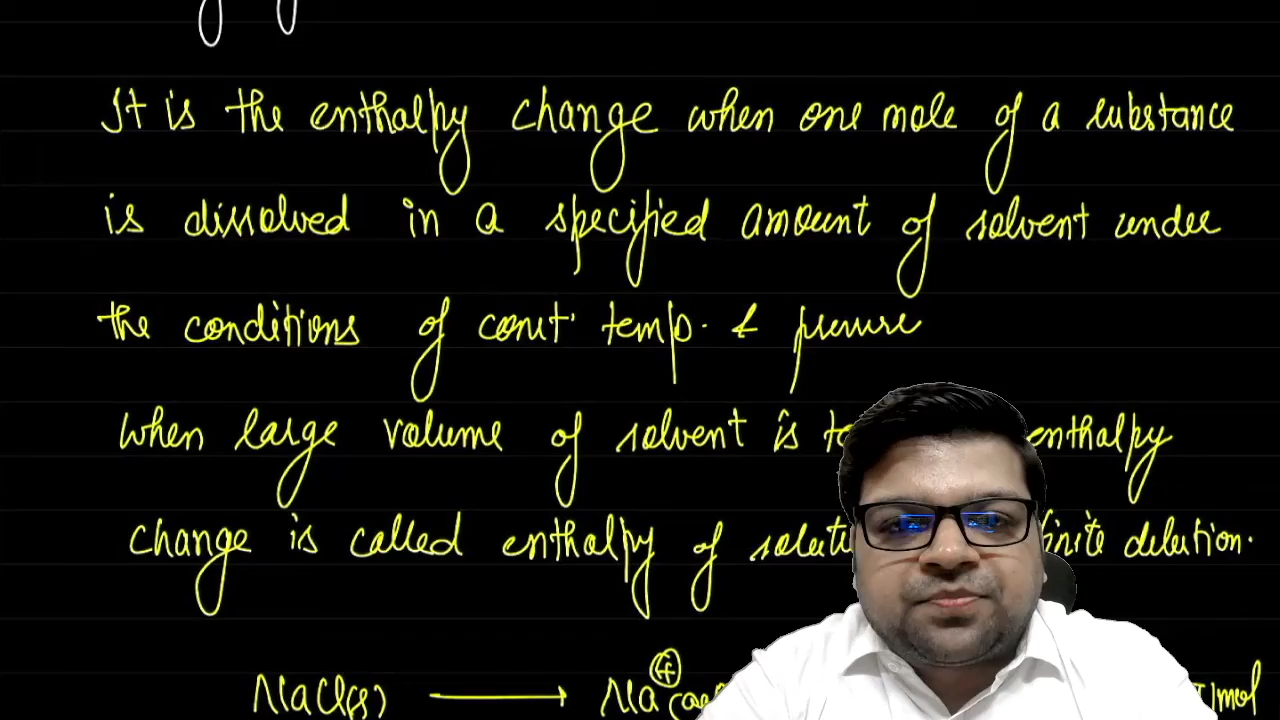 It is the enthalpy change when one mole of a substance
is dissolved in a specified amount of solvent under
the conditions of const. temp. & pressure
when large volume of solvent is enthalpy
change is called enthalpy of dilution.
NaCl(s) ⟶ Na⊕ mol